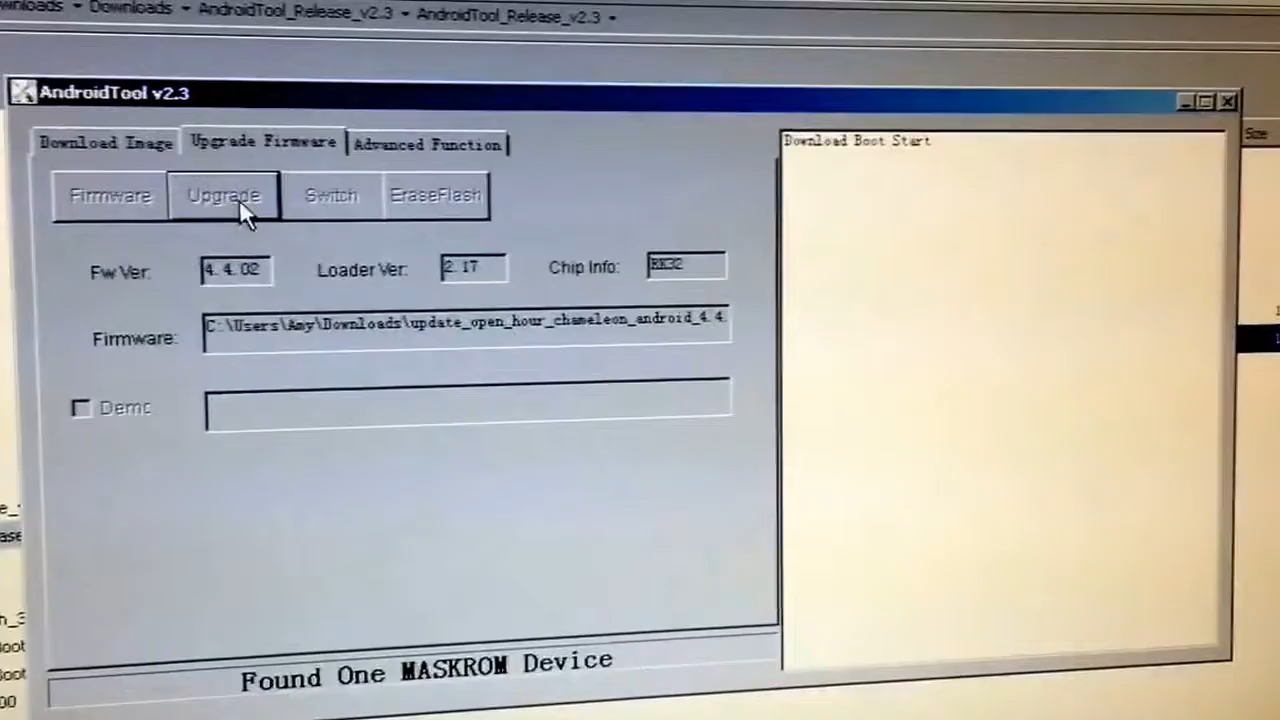 Downloads AndroidTool_Release_v2.3 AndroidTool_Release_v2.3
AndroidTool v2.3
Size
Download Image Upgrade Firmware Advanced Function
Download Boot Start
Firmware Upgrade Switch EraseFlash
Fw Ver: 4.4.02 Loader Ver: 2.17 Chip Info: RK32
Firmware: C:\Users\Amy\Downloads\update_open_hour_chameleon_android_4.4.
Demo
Found One MASKROM Device